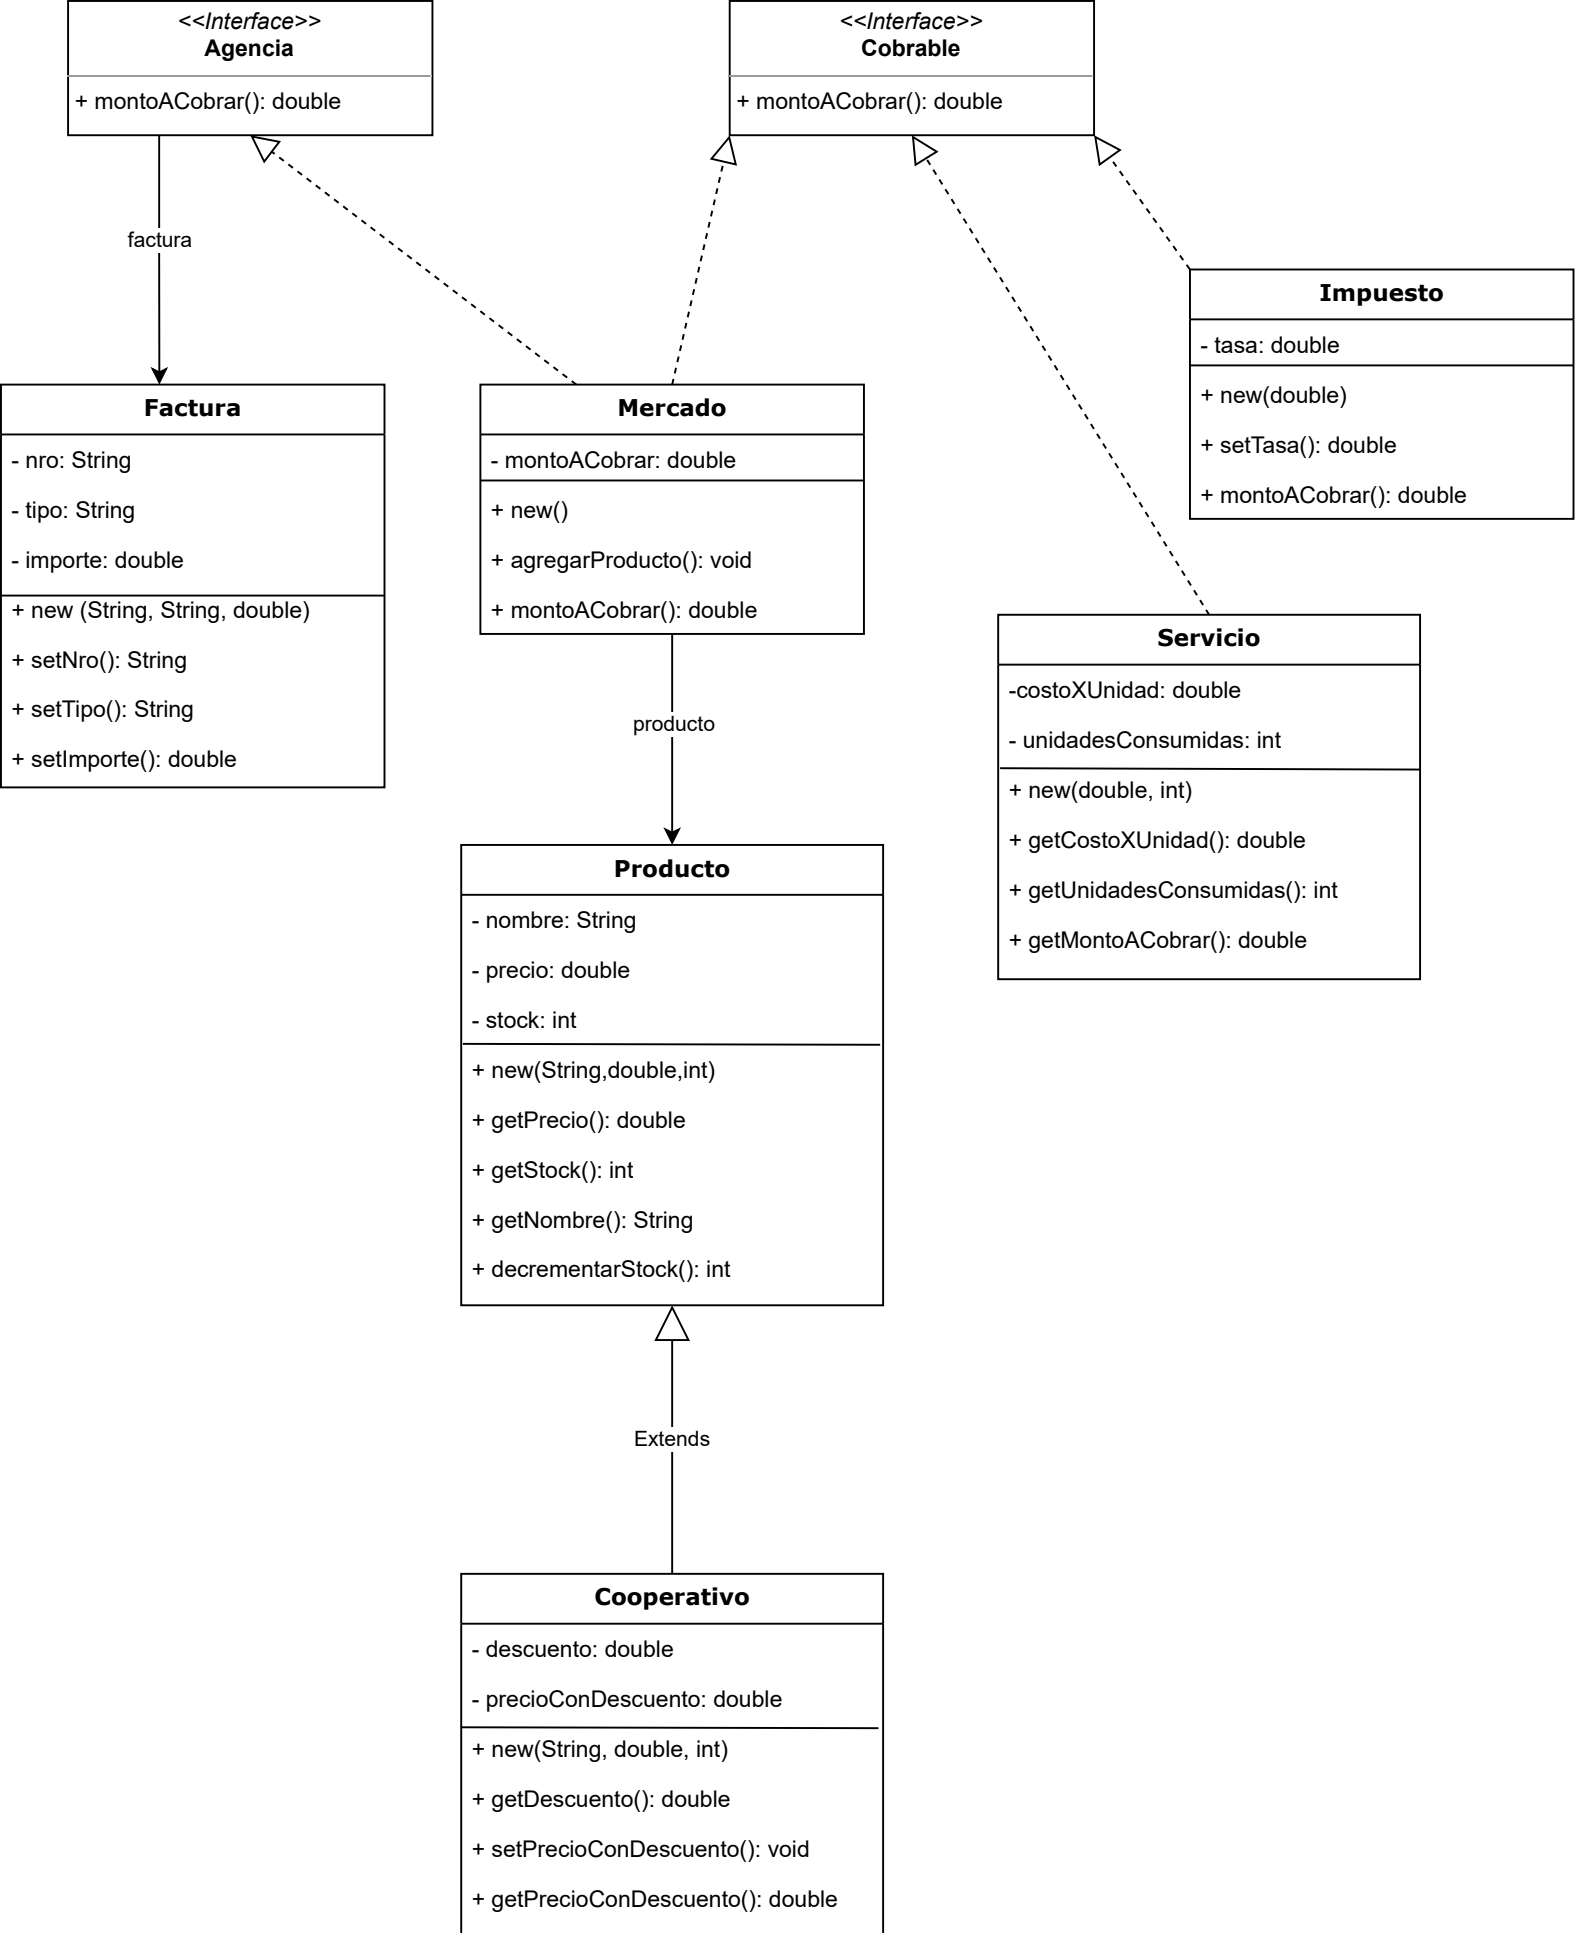 <<Interface>>
Agencia
+ montoACobrar(): double
<<Interface>>
Cobrable
+ montoACobrar(): double
factura
Impuesto
- tasa: double
+ new(double)
+ setTasa(): double
+ montoACobrar(): double
Factura
- nro: String
- tipo: String
- importe: double
+ new (String, String, double)
+ setNro(): String
+ setTipo(): String
+ setImporte(): double
Mercado
- montoACobrar: double
+ new()
+ agregarProducto(): void
+ montoACobrar(): double
producto
Servicio
-costoXUnidad: double
- unidadesConsumidas: int
+ new(double, int)
+ getCostoXUnidad(): double
+ getUnidadesConsumidas(): int
+ getMontoACobrar(): double
Producto
- nombre: String
- precio: double
- stock: int
+ new(String,double,int)
+ getPrecio(): double
+ getStock(): int
+ getNombre(): String
+ decrementarStock(): int
Extends
Cooperativo
- descuento: double
- precioConDescuento: double
+ new(String, double, int)
+ getDescuento(): double
+ setPrecioConDescuento(): void
+ getPrecioConDescuento(): double